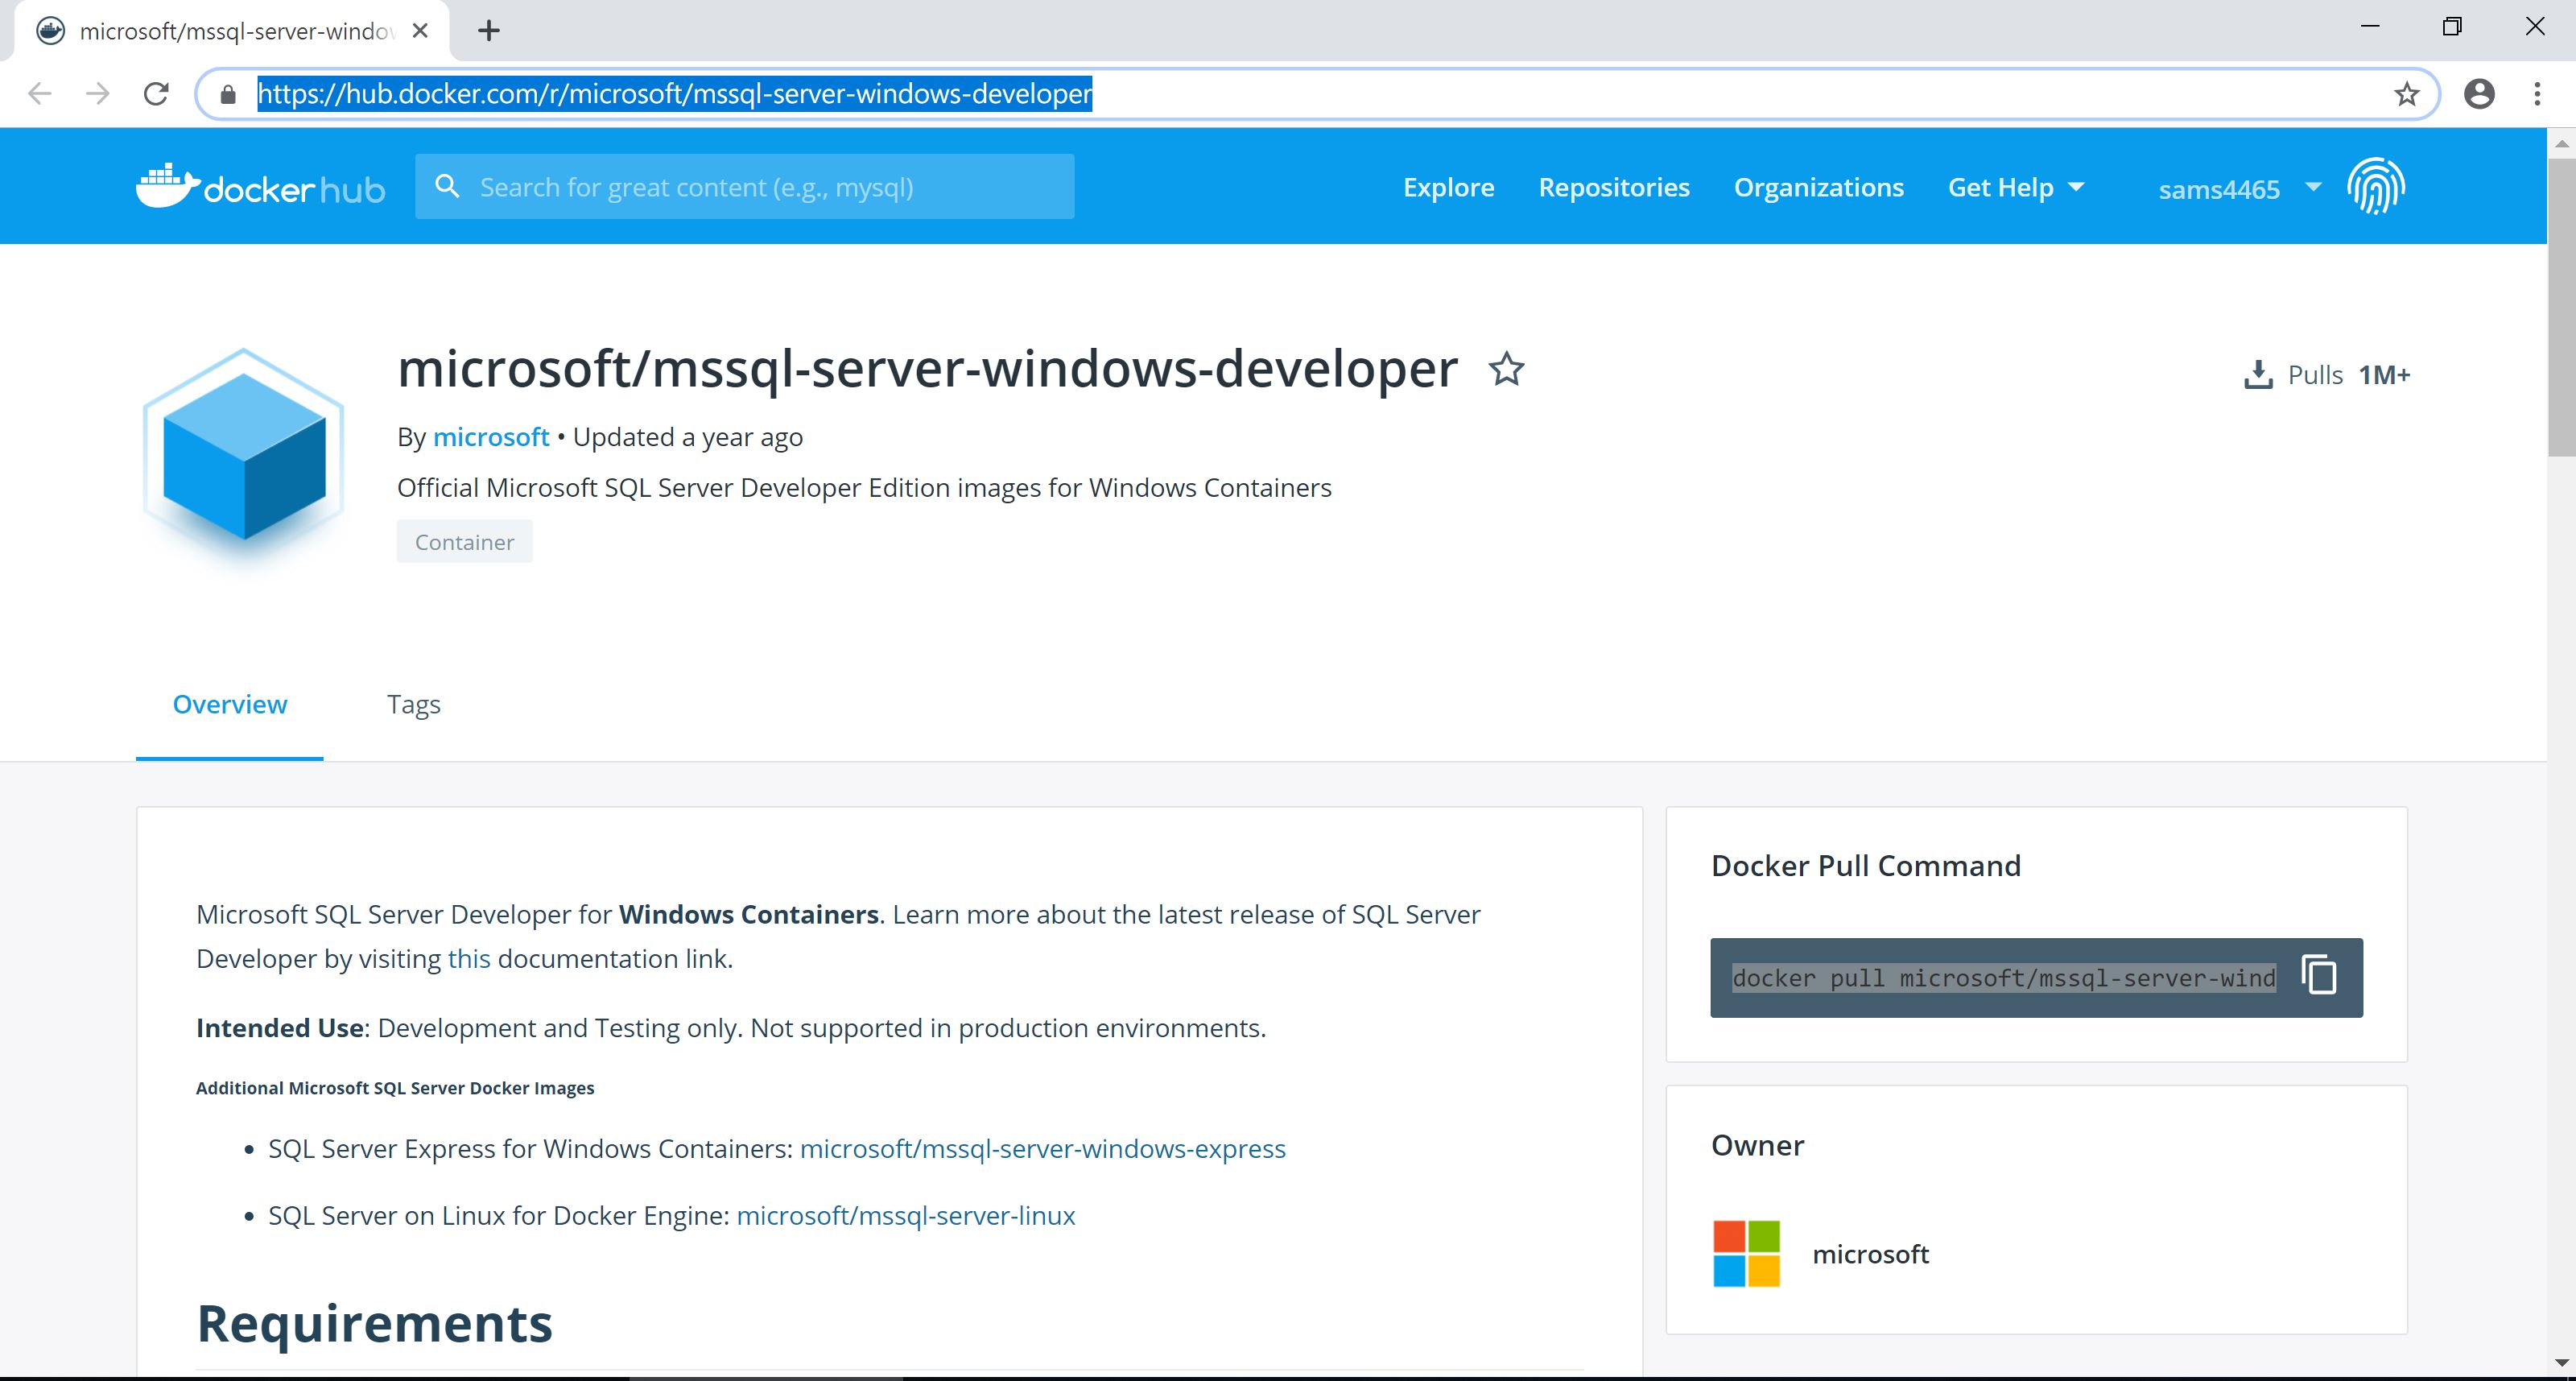 microsoft/mssql-server-windo
https://hub.docker.com/r/microsoft/mssql-server-windows-developer
dockerhub
Search for great content (e.g., mysql)
Explore
Repositories
Organizations
Get Help
sams4465
microsoft/mssql-server-windows-developer
Pulls 1M+
By microsoft • Updated a year ago
Official Microsoft SQL Server Developer Edition images for Windows Containers
Container
Overview
Tags
Microsoft SQL Server Developer for Windows Containers. Learn more about the latest release of SQL Server
Developer by visiting this documentation link.
Intended Use: Development and Testing only. Not supported in production environments.
Additional Microsoft SQL Server Docker Images
• SQL Server Express for Windows Containers: microsoft/mssql-server-windows-express
• SQL Server on Linux for Docker Engine: microsoft/mssql-server-linux
Requirements
Docker Pull Command
docker pull microsoft/mssql-server-wind
Owner
microsoft